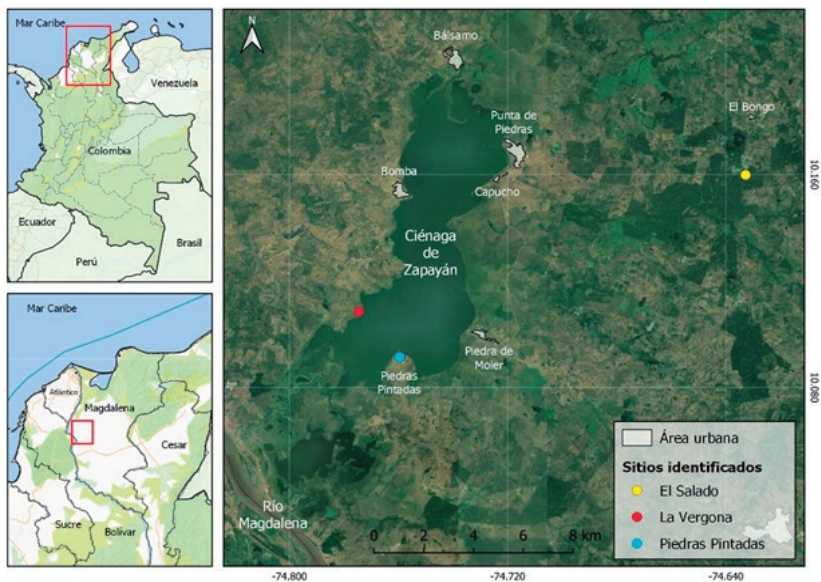 Mar Caribe
Venezuela
Colombia
Ecuador
Perú
Brasil
Mar Caribe
Atlántico
Magdalena
Cesar
Sucre
Bolívar
N
Bálsamo
El Bongo
Punta de
Piedras
Bomba
Capucho
Ciénaga
de
Zapayán
Piedra de
Moler
Piedras
Pintadas
Río
Magdalena
0 2 4 6 8 km
Área urbana
Sitios identificados
El Salado
La Vergona
Piedras Pintadas
10.160
10.080
-74.800
-74.720
-74.640